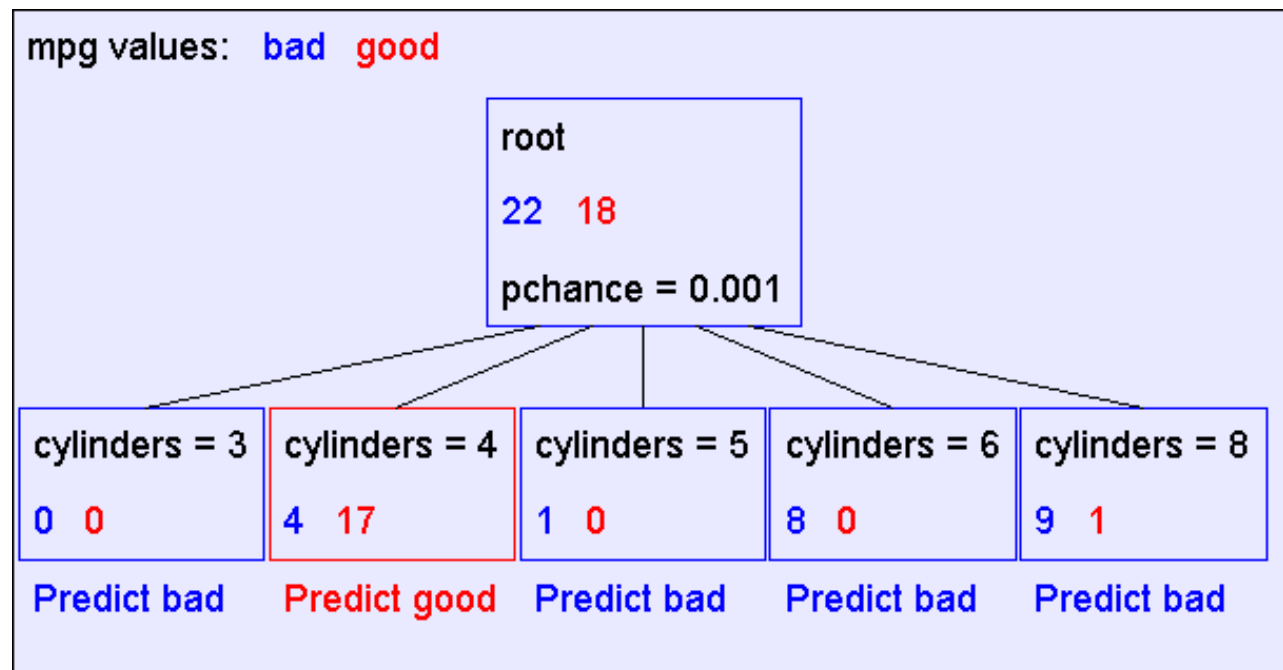 mpg values: bad good
root
22 18
pchance = 0.001
cylinders = 3
0 0
Predict bad
cylinders = 4
4 17
Predict good
cylinders = 5
1 0
Predict bad
cylinders = 6
8 0
Predict bad
cylinders = 8
9 1
Predict bad